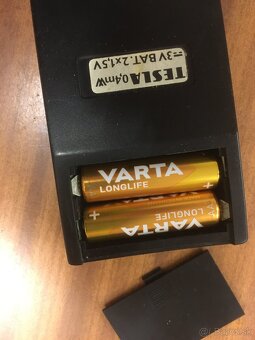 TESLA 0,4mW
⎓3V BAT. 2x1,5V
VARTA
LONGLIFE
+
+
LONGLIFE
VARTA